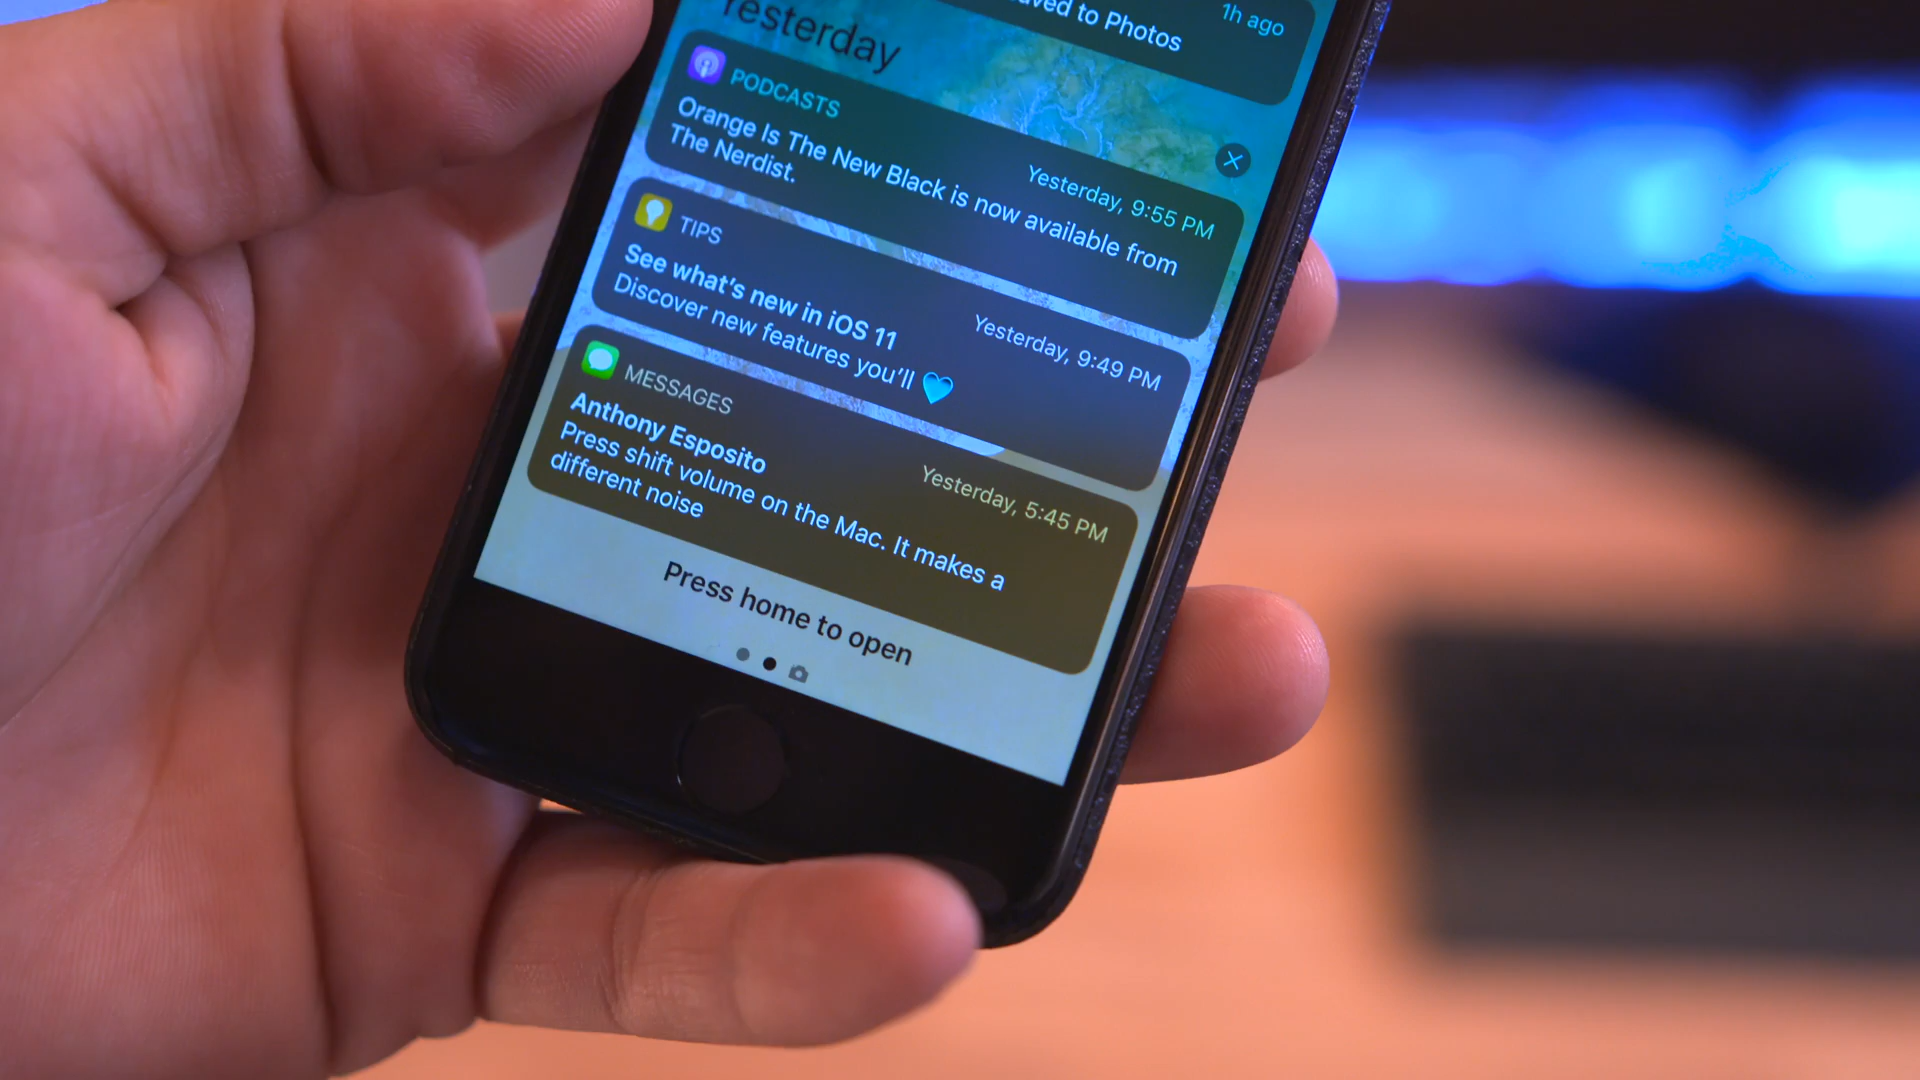 to Photos
1h ago
Yesterday
PODCASTS
Yesterday, 9:55 PM
Orange Is The New Black is now available from
The Nerdist.
TIPS
Yesterday, 9:49 PM
See what's new in iOS 11
Discover new features you'll 💙
MESSAGES
Yesterday, 5:45 PM
Anthony Esposito
Press shift volume on the Mac. It makes a
different noise
Press home to open